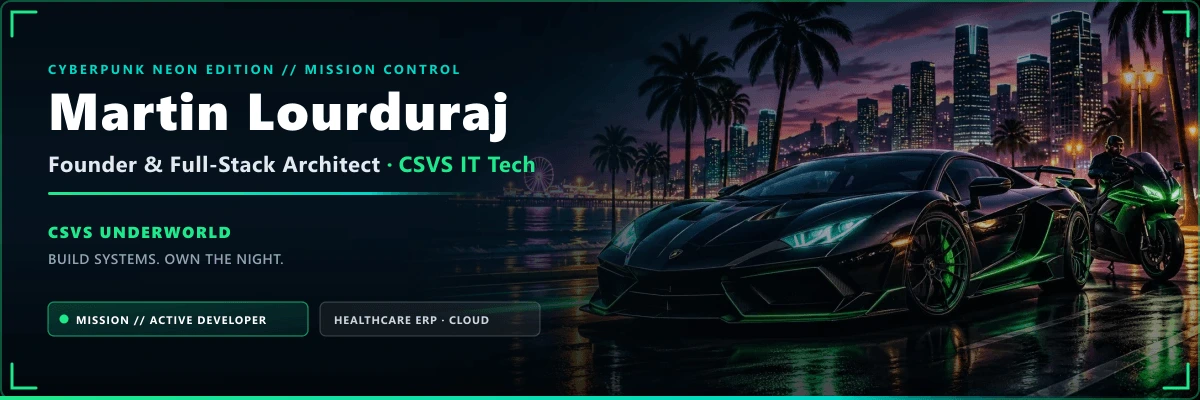 CYBERPUNK NEON EDITION // MISSION CONTROL
Martin Lourduraj
Founder & Full-Stack Architect · CSVS IT Tech
CSVS UNDERWORLD
BUILD SYSTEMS. OWN THE NIGHT.
MISSION // ACTIVE DEVELOPER
HEALTHCARE ERP · CLOUD